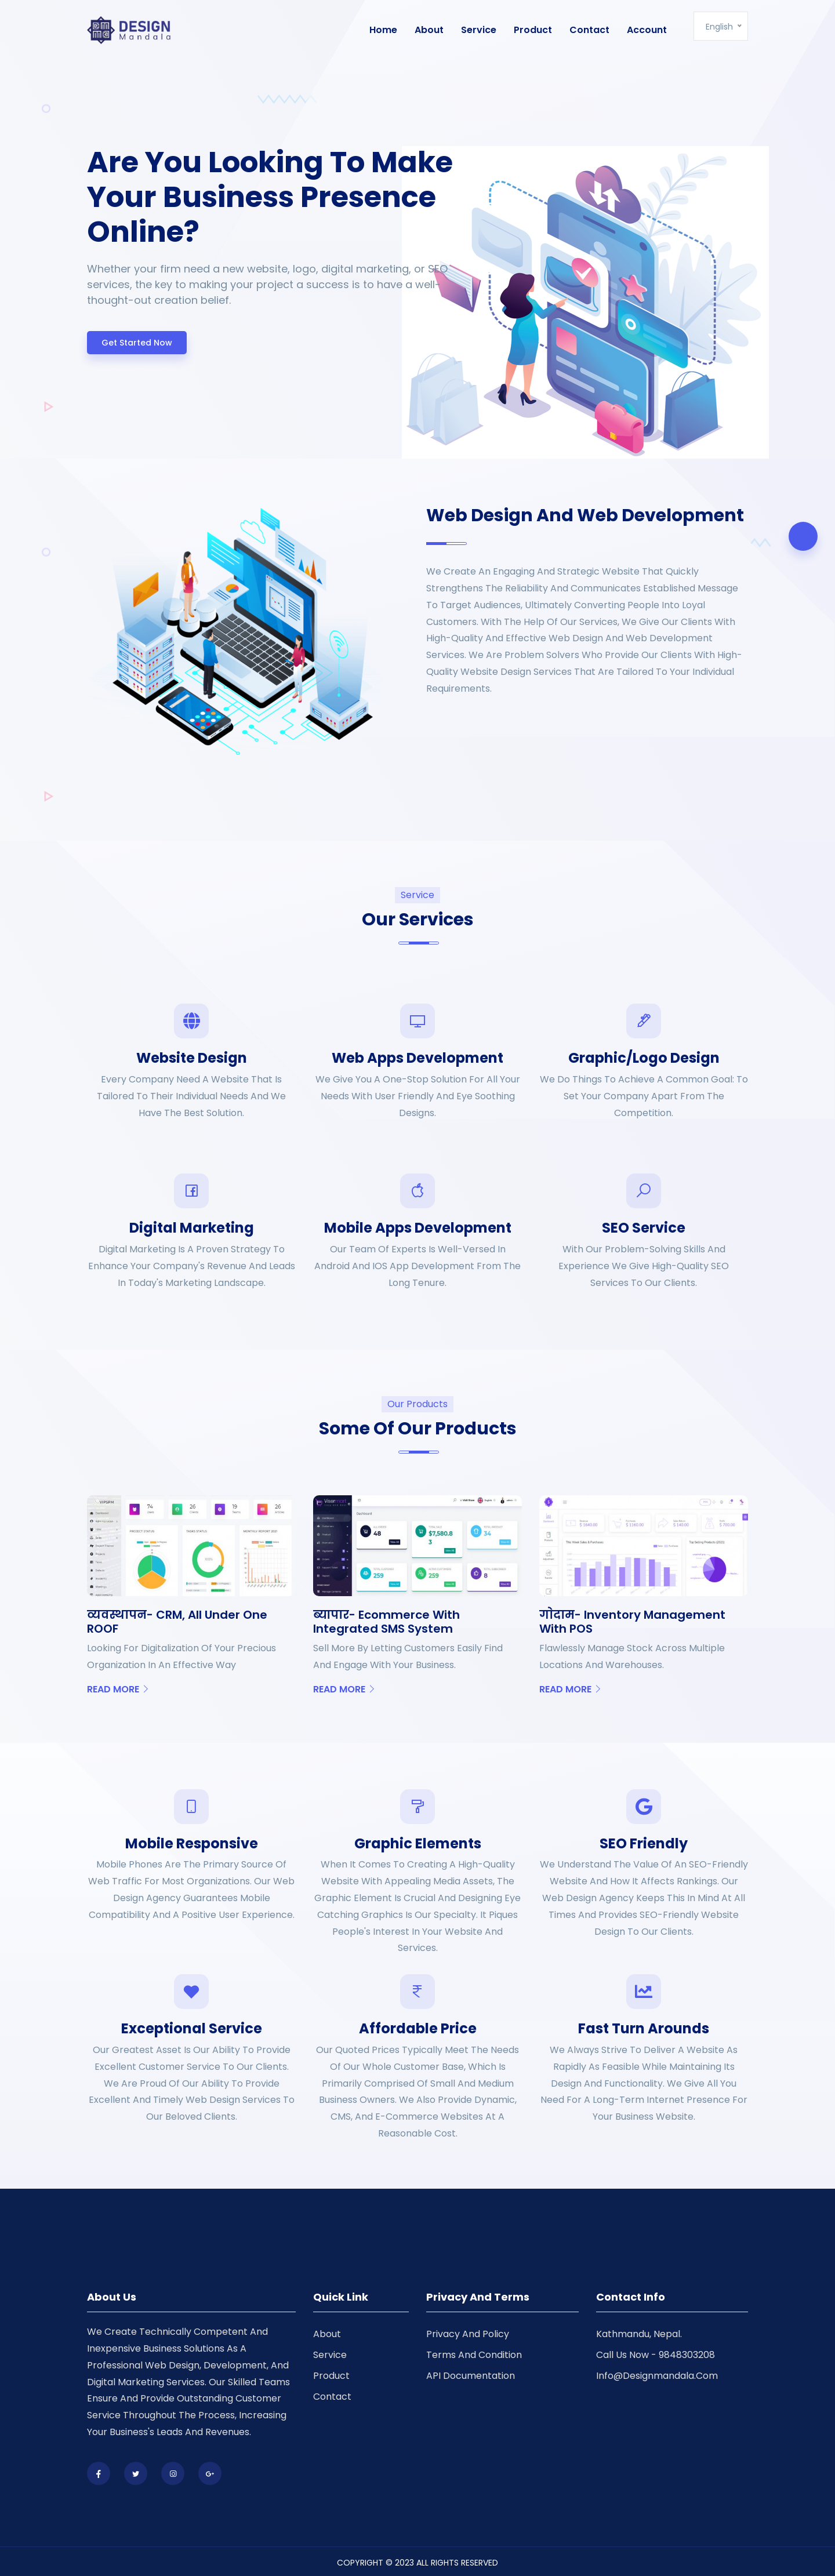 DESIGN
Mandala
Home About Service Product Contact Account
English
Are You Looking To Make
Your Business Presence
Online?
Whether your firm need a new website, logo, digital marketing, or SEO
services, the key to making your project a success is to have a well-
thought-out creation belief.
Get Started Now
Web Design And Web Development
We Create An Engaging And Strategic Website That Quickly
Strengthens The Reliability And Communicates Established Message
To Target Audiences, Ultimately Converting People Into Loyal
Customers. With The Help Of Our Services, We Give Our Clients With
High-Quality And Effective Web Design And Web Development
Services. We Are Problem Solvers Who Provide Our Clients With High-
Quality Website Design Services That Are Tailored To Your Individual
Requirements.
Service
Our Services
Website Design
Every Company Need A Website That Is
Tailored To Their Individual Needs And We
Have The Best Solution.
Web Apps Development
We Give You A One-Stop Solution For All Your
Needs With User Friendly And Eye Soothing
Designs.
Graphic/Logo Design
We Do Things To Achieve A Common Goal: To
Set Your Company Apart From The
Competition.
Digital Marketing
Digital Marketing Is A Proven Strategy To
Enhance Your Company's Revenue And Leads
In Today's Marketing Landscape.
Mobile Apps Development
Our Team Of Experts Is Well-Versed In
Android And IOS App Development From The
Long Tenure.
SEO Service
With Our Problem-Solving Skills And
Experience We Give High-Quality SEO
Services To Our Clients.
Our Products
Some Of Our Products
व्यवस्थापन- CRM, All Under One
ROOF
Looking For Digitalization Of Your Precious
Organization In An Effective Way
READ MORE
ब्यापार- Ecommerce With
Integrated SMS System
Sell More By Letting Customers Easily Find
And Engage With Your Business.
READ MORE
गोदाम- Inventory Management
With POS
Flawlessly Manage Stock Across Multiple
Locations And Warehouses.
READ MORE
Mobile Responsive
Mobile Phones Are The Primary Source Of
Web Traffic For Most Organizations. Our Web
Design Agency Guarantees Mobile
Compatibility And A Positive User Experience.
Graphic Elements
When It Comes To Creating A High-Quality
Website With Appealing Media Assets, The
Graphic Element Is Crucial And Designing Eye
Catching Graphics Is Our Specialty. It Piques
People's Interest In Your Website And
Services.
SEO Friendly
We Understand The Value Of An SEO-Friendly
Website And How It Affects Rankings. Our
Web Design Agency Keeps This In Mind At All
Times And Provides SEO-Friendly Website
Design To Our Clients.
Exceptional Service
Our Greatest Asset Is Our Ability To Provide
Excellent Customer Service To Our Clients.
We Are Proud Of Our Ability To Provide
Excellent And Timely Web Design Services To
Our Beloved Clients.
Affordable Price
Our Quoted Prices Typically Meet The Needs
Of Our Whole Customer Base, Which Is
Primarily Comprised Of Small And Medium
Business Owners. We Also Provide Dynamic,
CMS, And E-Commerce Websites At A
Reasonable Cost.
Fast Turn Arounds
We Always Strive To Deliver A Website As
Rapidly As Feasible While Maintaining Its
Design And Functionality. We Give All You
Need For A Long-Term Internet Presence For
Your Business Website.
About Us
We Create Technically Competent And
Inexpensive Business Solutions As A
Professional Web Design, Development, And
Digital Marketing Services. Our Skilled Teams
Ensure And Provide Outstanding Customer
Service Throughout The Process, Increasing
Your Business's Leads And Revenues.
Quick Link
About
Service
Product
Contact
Privacy And Terms
Privacy And Policy
Terms And Condition
API Documentation
Contact Info
Kathmandu, Nepal.
Call Us Now - 9848303208
Info@Designmandala.Com
COPYRIGHT © 2023 ALL RIGHTS RESERVED